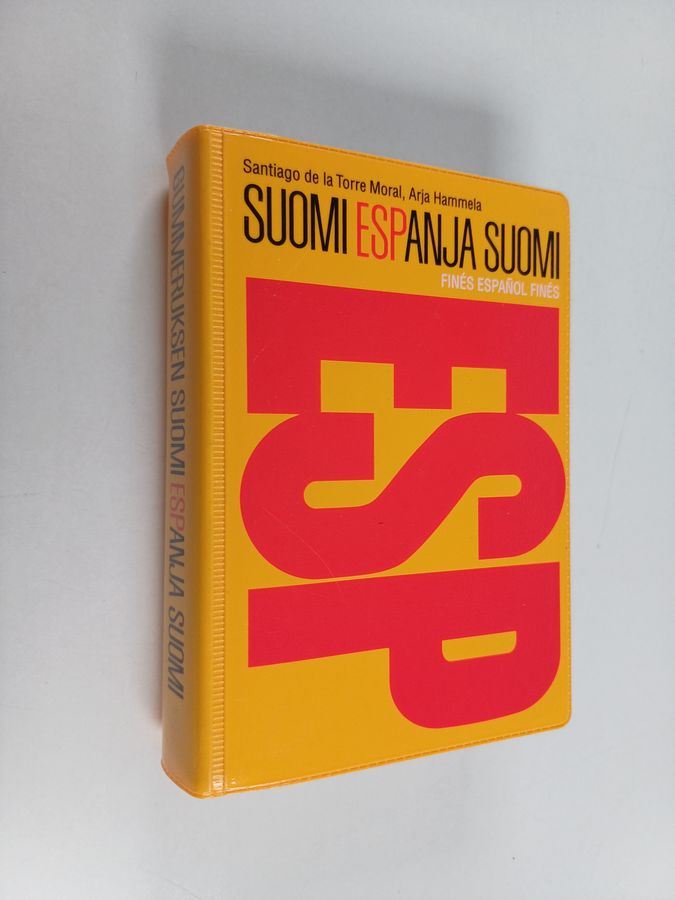 Santiago de la Torre Moral, Arja Hammela
SUOMI ESPANJA SUOMI
FINÉS ESPAÑOL FINÉS
ESP
GUMMERUKSEN SUOMI ESPANJA SUOMI